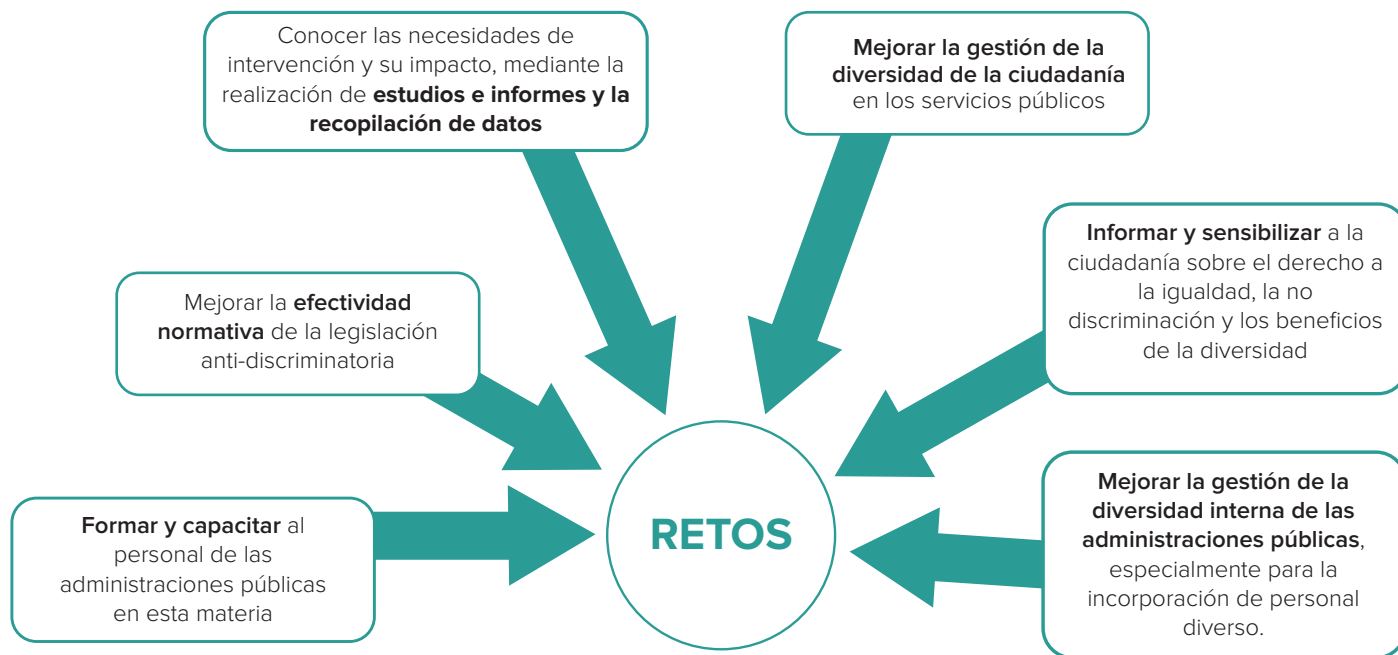 Conocer las necesidades de
intervención y su impacto, mediante la
realización de estudios e informes y la
recopilación de datos
Mejorar la gestión de la
diversidad de la ciudadanía
en los servicios públicos
Mejorar la efectividad
normativa de la legislación
anti-discriminatoria
Informar y sensibilizar a la
ciudadanía sobre el derecho a
la igualdad, la no
discriminación y los beneficios
de la diversidad
Formar y capacitar al
personal de las
administraciones públicas
en esta materia
RETOS
Mejorar la gestión de la
diversidad interna de las
administraciones públicas,
especialmente para la
incorporación de personal
diverso.